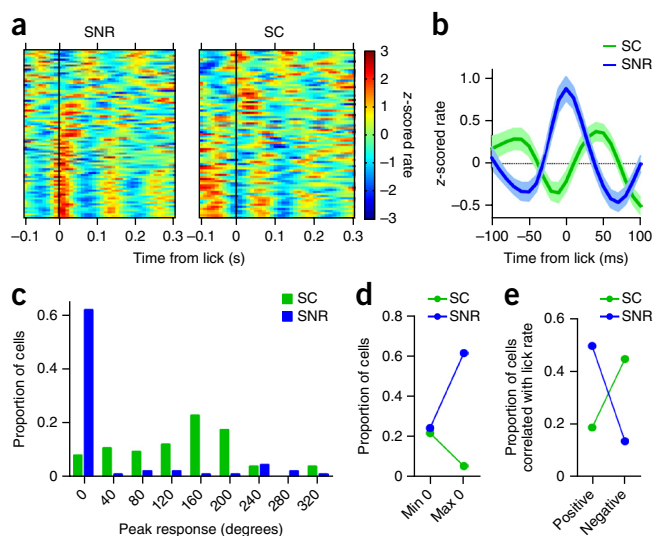 a
SNR
SC
3
2
1
0
–1
–2
–3
z-scored rate
–0.1 0 0.1 0.2 0.3
–0.1 0 0.1 0.2 0.3
Time from lick (s)
Time from lick (s)
b
SC
SNR
z-scored rate
1.0
0.5
0
–0.5
–100 –50 0 50 100
Time from lick (ms)
c
SC
SNR
Proportion of cells
0.6
0.4
0.2
0
0 40 80 120 160 200 240 280 320
Peak response (degrees)
d
SC
SNR
Proportion of cells
0.8
0.6
0.4
0.2
0
Min 0
Max 0
e
SC
SNR
Proportion of cells
correlated with lick rate
0.6
0.4
0.2
0
Positive
Negative